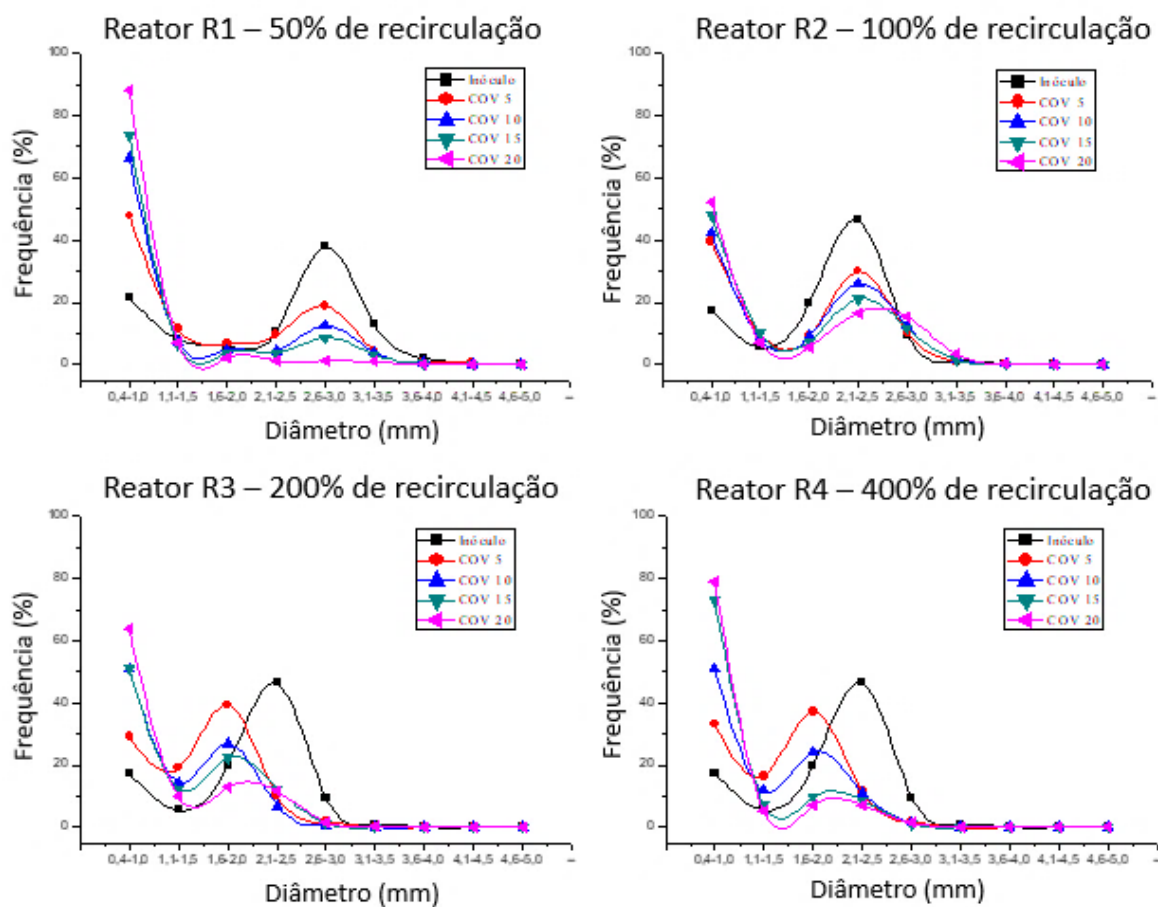 Reator R1 – 50% de recirculação
Frequência (%)
100
80
60
40
20
0
Inóculo
COV 5
COV 10
COV 15
COV 20
0,4-1,0 1,1-1,5 1,6-2,0 2,1-2,5 2,6-3,0 3,1-3,5 3,6-4,0 4,1-4,5 4,6-5,0 --
Diâmetro (mm)
Reator R2 – 100% de recirculação
Frequência (%)
100
80
60
40
20
0
Inóculo
COV 5
COV 10
COV 15
COV 20
0,4-1,0 1,1-1,5 1,6-2,0 2,1-2,5 2,6-3,0 3,1-3,5 3,6-4,0 4,1-4,5 4,6-5,0 --
Diâmetro (mm)
Reator R3 – 200% de recirculação
Frequência (%)
100
80
60
40
20
0
Inóculo
COV 5
COV 10
COV 15
COV 20
0,4-1,0 1,1-1,5 1,6-2,0 2,1-2,5 2,6-3,0 3,1-3,5 3,6-4,0 4,1-4,5 4,6-5,0 --
Diâmetro (mm)
Reator R4 – 400% de recirculação
Frequência (%)
100
80
60
40
20
0
Inóculo
COV 5
COV 10
COV 15
COV 20
0,4-1,0 1,1-1,5 1,6-2,0 2,1-2,5 2,6-3,0 3,1-3,5 3,6-4,0 4,1-4,5 4,6-5,0 --
Diâmetro (mm)